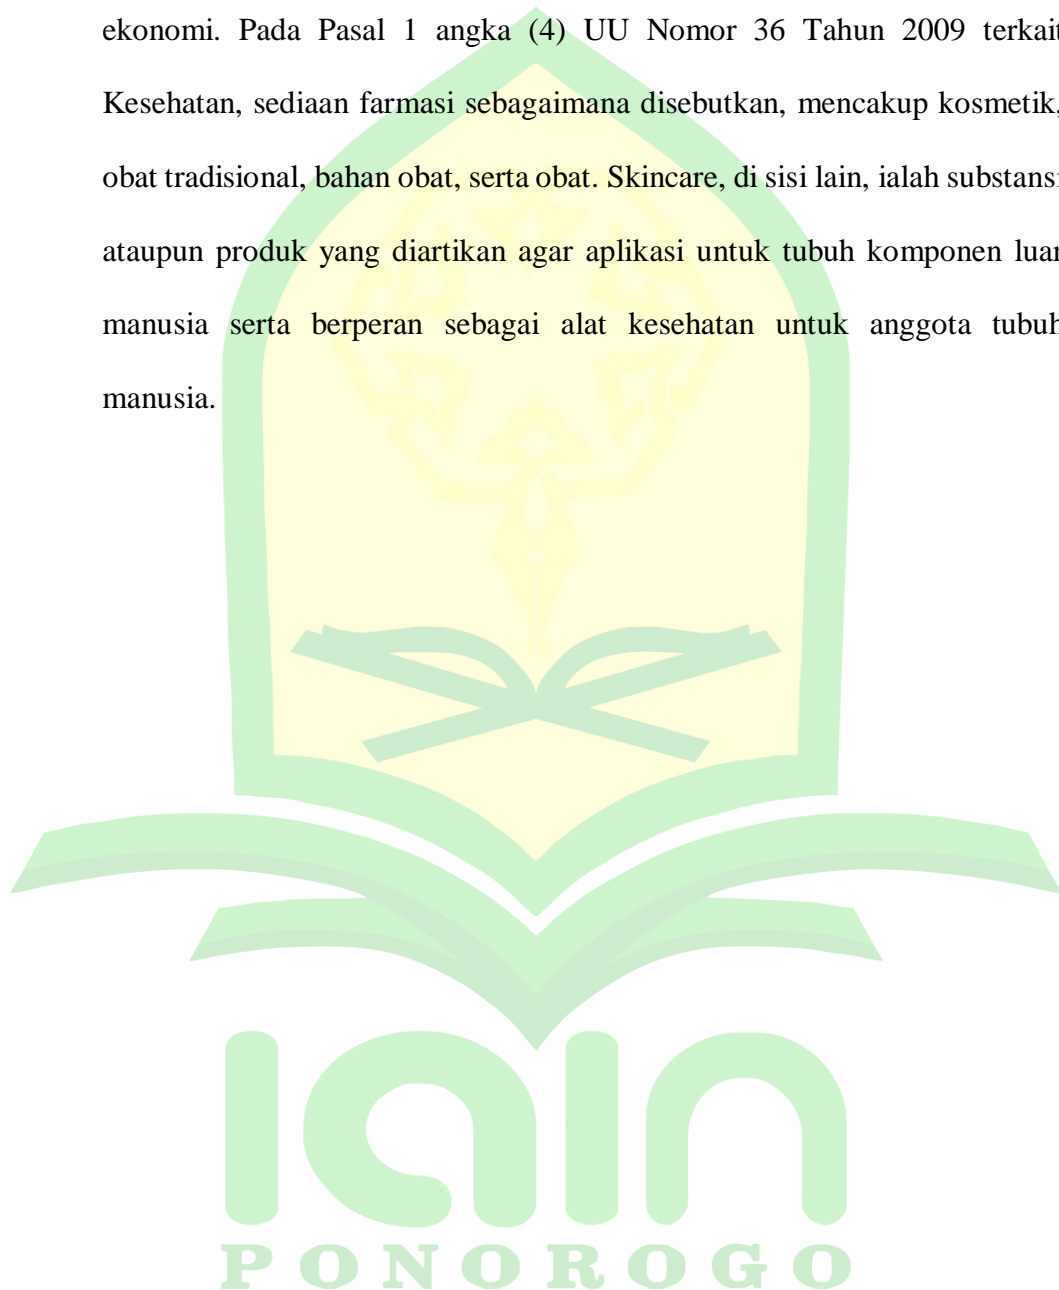 ekonomi. Pada Pasal 1 angka (4) UU Nomor 36 Tahun 2009 terkait
Kesehatan, sediaan farmasi sebagaimana disebutkan, mencakup kosmetik,
obat tradisional, bahan obat, serta obat. Skincare, di sisi lain, ialah substansi
ataupun produk yang diartikan agar aplikasi untuk tubuh komponen luar
manusia serta berperan sebagai alat kesehatan untuk anggota tubuh
manusia.
iain
PONOROGO